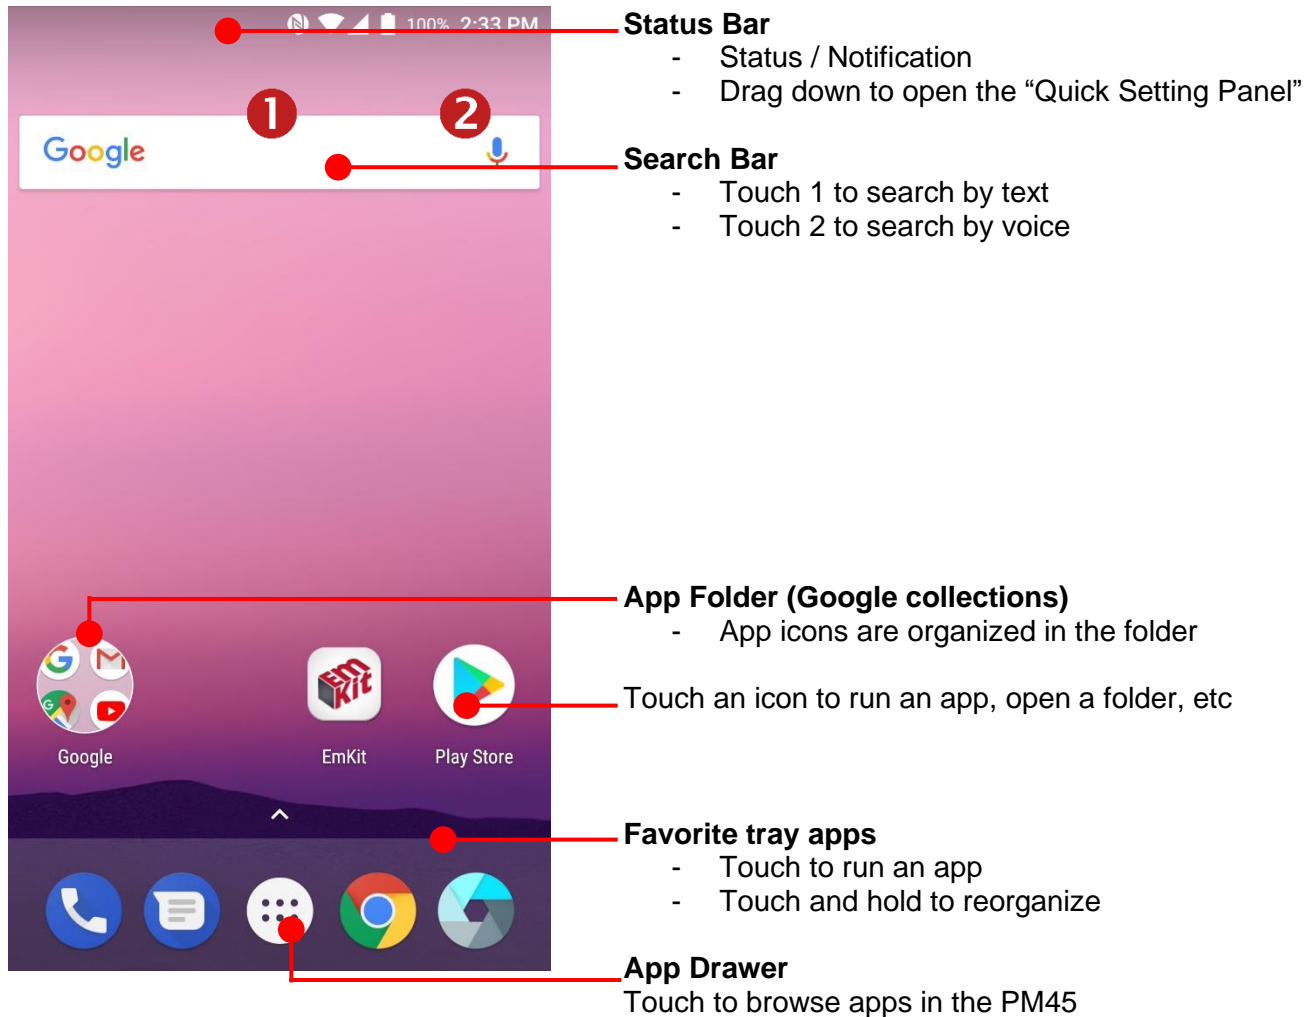 100% 2:33 PM
1 2
Google
Status Bar
- Status / Notification
- Drag down to open the “Quick Setting Panel”
Search Bar
- Touch 1 to search by text
- Touch 2 to search by voice
App Folder (Google collections)
- App icons are organized in the folder
Touch an icon to run an app, open a folder, etc
G M
G
Em
Kit
Google EmKit Play Store
Favorite tray apps
- Touch to run an app
- Touch and hold to reorganize
App Drawer
Touch to browse apps in the PM45